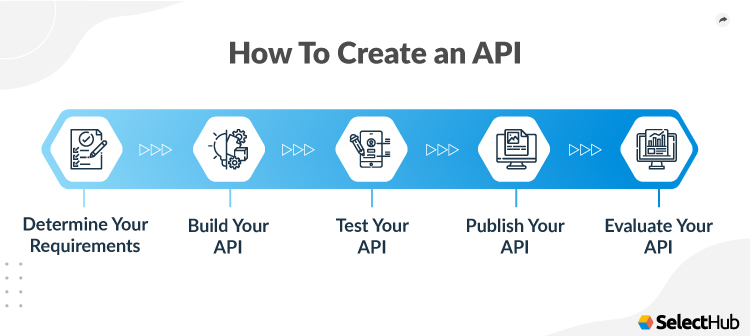 How To Create an API
Determine Your
Requirements
Build Your
API
Test Your
API
Publish Your
API
Evaluate Your
API
SelectHub